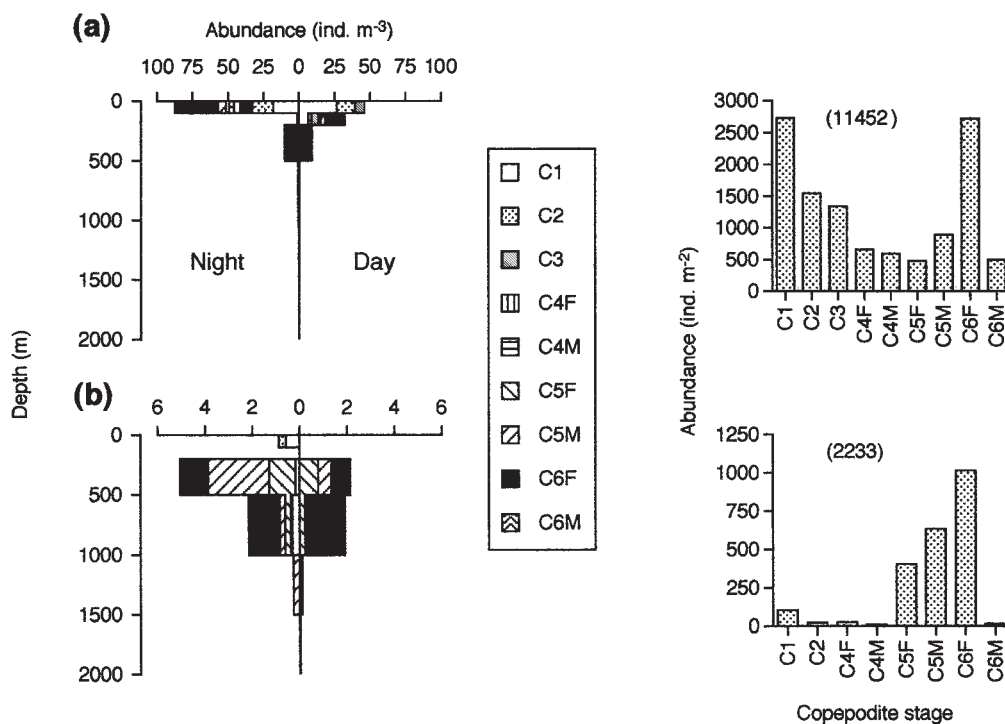 (a)
Abundance (ind. m-3)
100 75 50 25 0 25 50 75 100
0
500
1000
1500
2000
Night Day
Depth (m)
(b)
6 4 2 0 2 4 6
0
500
1000
1500
2000
C1
C2
C3
C4F
C4M
C5F
C5M
C6F
C6M
Abundance (ind. m-2)
3000
2500
2000
1500
1000
500
0
(11452)
C1 C2 C3 C4F C4M C5F C5M C6F C6M
1250
1000
750
500
250
0
(2233)
C1 C2 C4F C4M C5F C5M C6F C6M
Copepodite stage